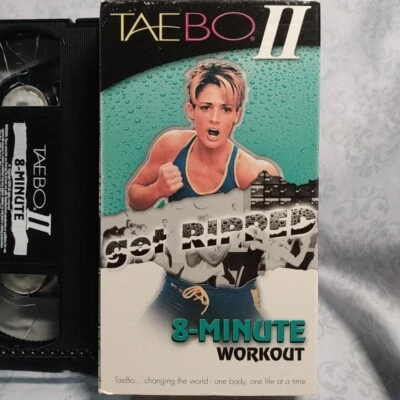 TAEBO® II
8-MINUTE
TAEBO® II
get RIPPED
8-MINUTE
WORKOUT
TaeBo... changing the world - one body, one life at a time.